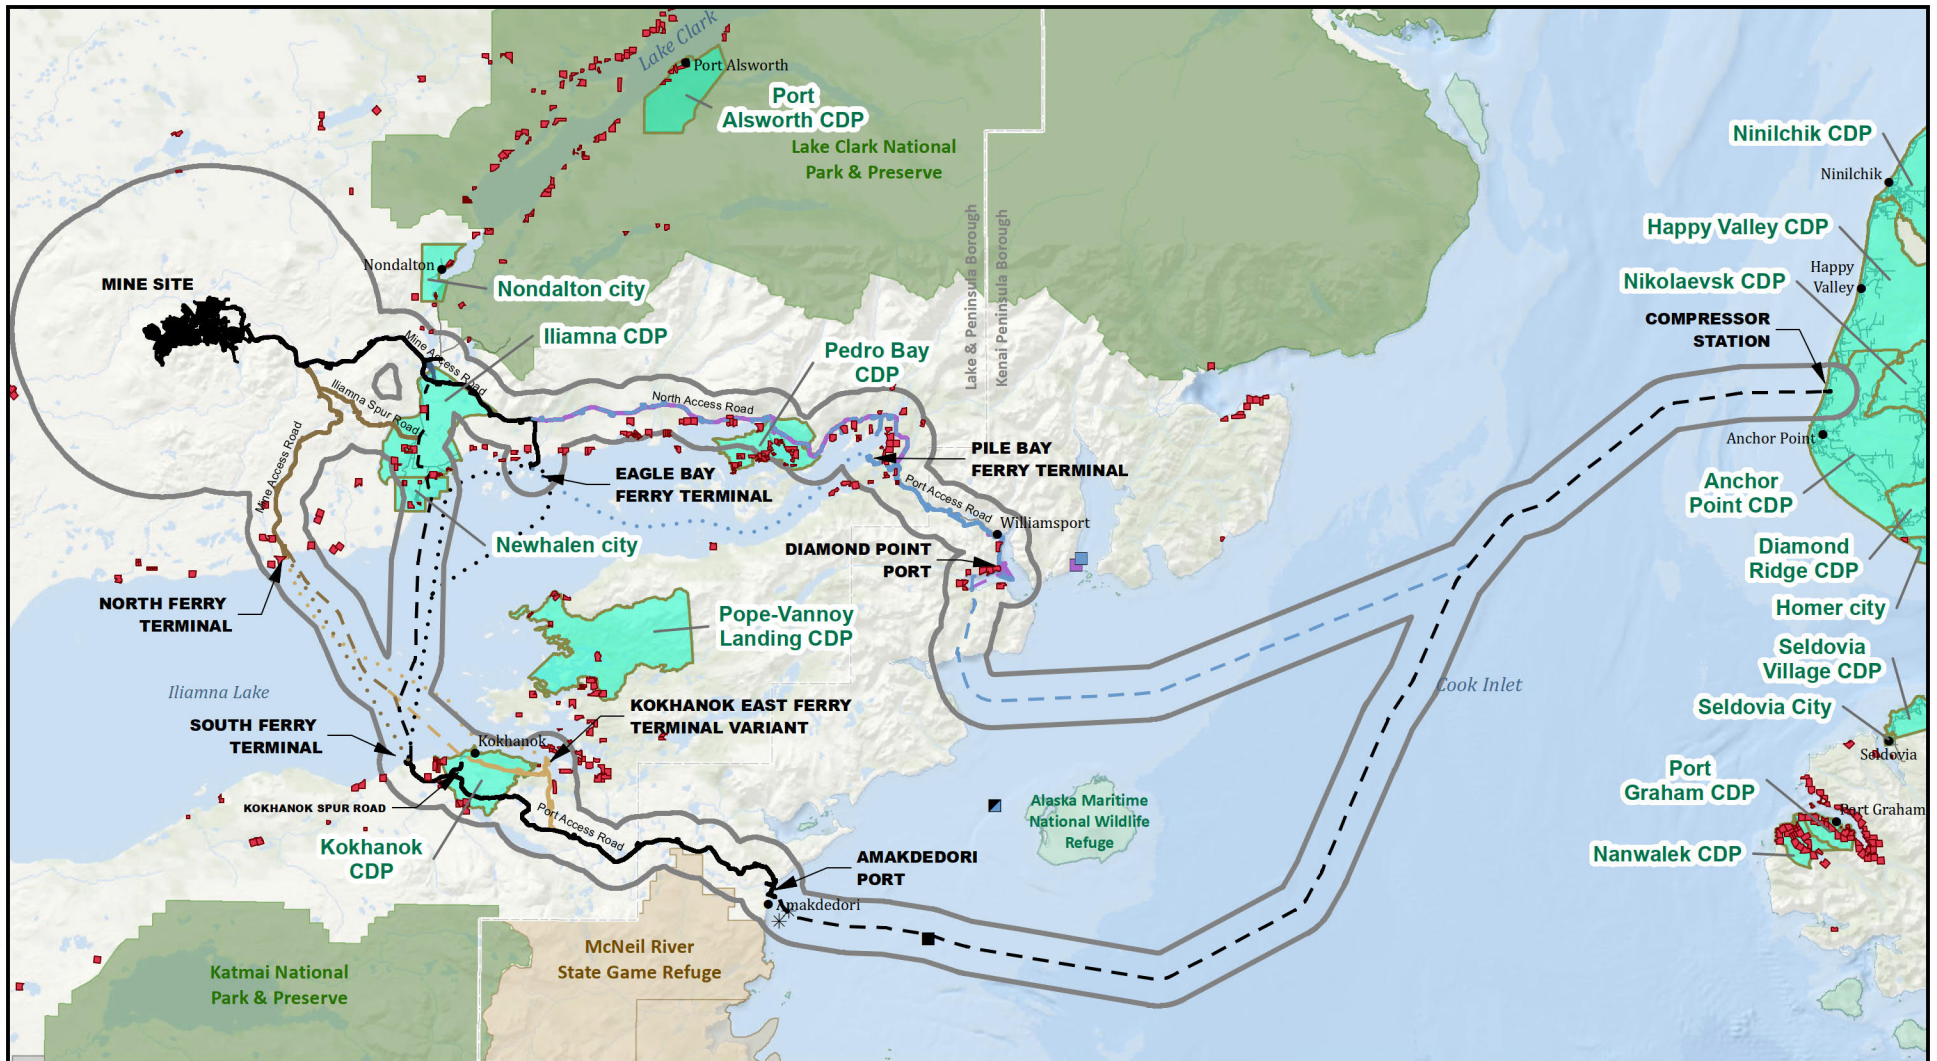 Lake Clark
Port Alsworth
Port
Alsworth CDP
Lake Clark National
Park & Preserve
Ninilchik CDP
Ninilchik
Happy Valley CDP
Happy
Valley
Nikolaevsk CDP
COMPRESSOR
STATION
Lake & Peninsula Borough
Kenai Peninsula Borough
Nondalton
Nondalton city
MINE SITE
Iliamna CDP
Mine Access Road
Iliamna Spur Road
Mine Access Road
Pedro Bay
CDP
North Access Road
PILE BAY
FERRY TERMINAL
EAGLE BAY
FERRY TERMINAL
Port Access Road
Williamsport
Anchor Point
Anchor
Point CDP
Newhalen city
DIAMOND POINT
PORT
Diamond
Ridge CDP
Homer city
NORTH FERRY
TERMINAL
Pope-Vannoy
Landing CDP
Seldovia
Village CDP
Seldovia City
Seldovia
Iliamna Lake
Cook Inlet
SOUTH FERRY
TERMINAL
KOKHANOK EAST FERRY
TERMINAL VARIANT
Kokhanok
KOKHANOK SPUR ROAD
Port Access Road
Kokhanok
CDP
Alaska Maritime
National Wildlife
Refuge
Port
Graham CDP
Port Graham
Nanwalek CDP
AMAKDEDORI
PORT
Amakdedori
McNeil River
State Game Refuge
Katmai National
Park & Preserve